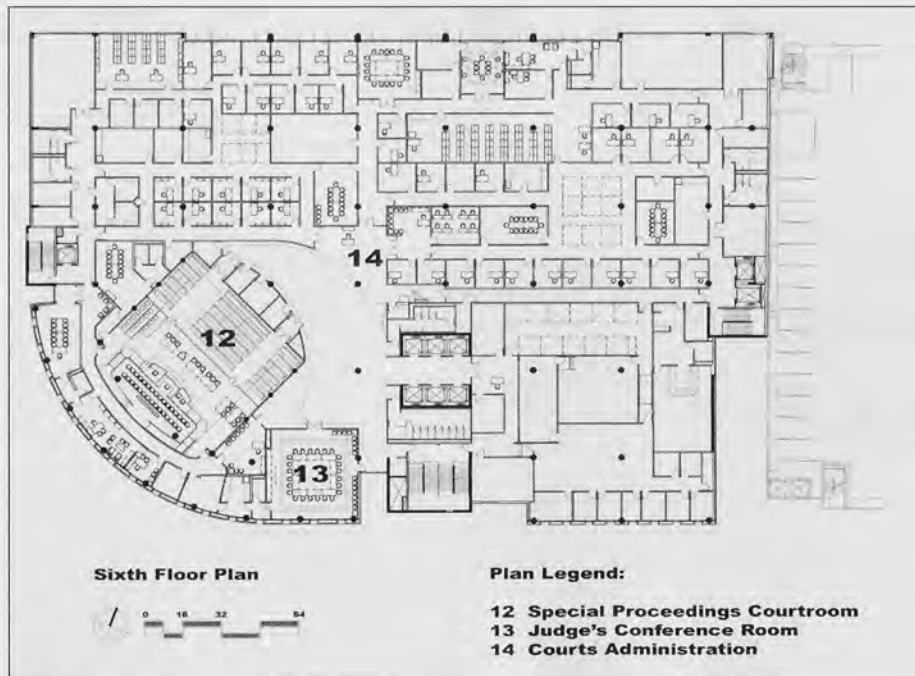 14
12
13
Sixth Floor Plan
Plan Legend:
0 16 32 64
12 Special Proceedings Courtroom
13 Judge's Conference Room
14 Courts Administration